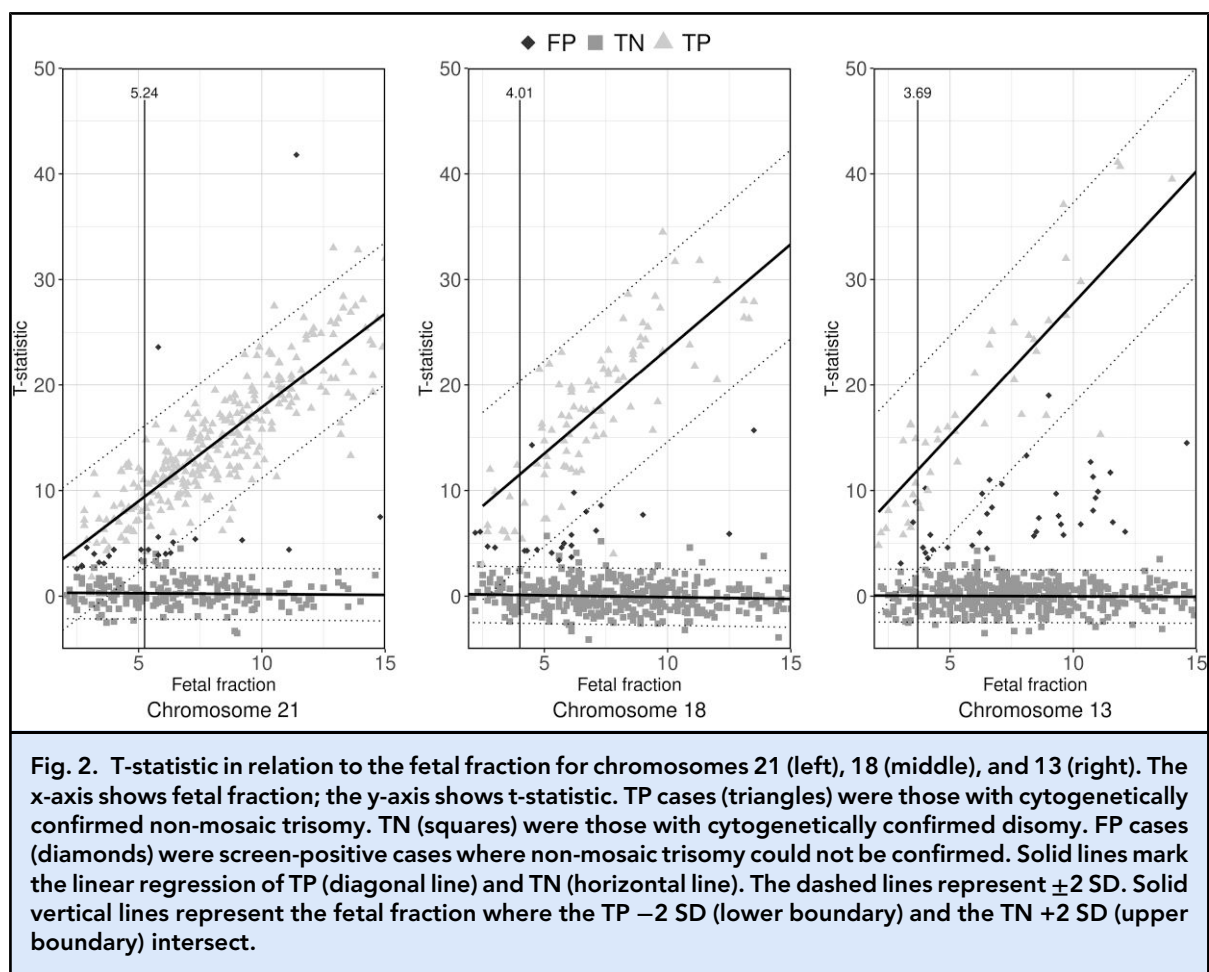 FP TN TP
50
40
30
20
10
0
T-statistic
5.24
5 10 15
Fetal fraction
Chromosome 21
50
40
30
20
10
0
T-statistic
4.01
5 10 15
Fetal fraction
Chromosome 18
50
40
30
20
10
0
T-statistic
3.69
5 10 15
Fetal fraction
Chromosome 13
Fig. 2. T-statistic in relation to the fetal fraction for chromosomes 21 (left), 18 (middle), and 13 (right). The
x-axis shows fetal fraction; the y-axis shows t-statistic. TP cases (triangles) were those with cytogenetically
confirmed non-mosaic trisomy. TN (squares) were those with cytogenetically confirmed disomy. FP cases
(diamonds) were screen-positive cases where non-mosaic trisomy could not be confirmed. Solid lines mark
the linear regression of TP (diagonal line) and TN (horizontal line). The dashed lines represent ±2 SD. Solid
vertical lines represent the fetal fraction where the TP −2 SD (lower boundary) and the TN +2 SD (upper
boundary) intersect.